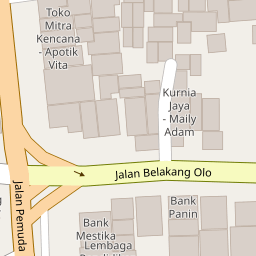 Toko
Mitra
Kencana
- Apotik
Vita
Kurnia
Jaya
- Maily
Adam
Jalan Belakang Olo
Jalan Pemuda
Bank
Panin
Bank
Mestika
Lembaga